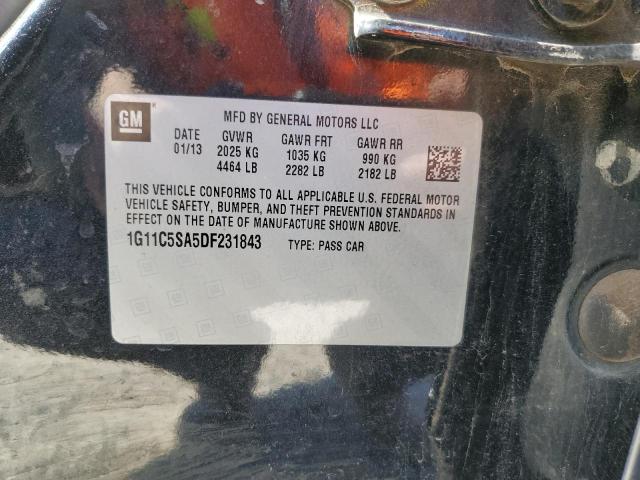 GM
MFD BY GENERAL MOTORS LLC
DATE GVWR GAWR FRT GAWR RR
01/13 2025 KG 1035 KG 990 KG
4464 LB 2282 LB 2182 LB
THIS VEHICLE CONFORMS TO ALL APPLICABLE U.S. FEDERAL MOTOR
VEHICLE SAFETY, BUMPER, AND THEFT PREVENTION STANDARDS IN
EFFECT ON THE DATE OF MANUFACTURE SHOWN ABOVE.
1G11C5SA5DF231843 TYPE: PASS CAR